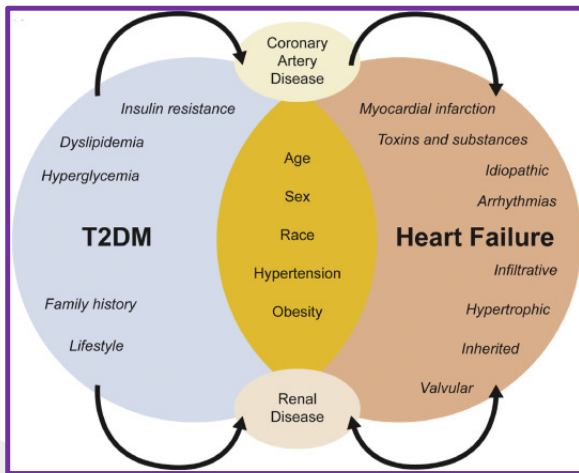 Coronary
Artery
Disease
Insulin resistance
Dyslipidemia
Hyperglycemia
T2DM
Family history
Lifestyle
Age
Sex
Race
Hypertension
Obesity
Myocardial infarction
Toxins and substances
Idiopathic
Arrhythmias
Heart Failure
Infiltrative
Hypertrophic
Inherited
Valvular
Renal
Disease